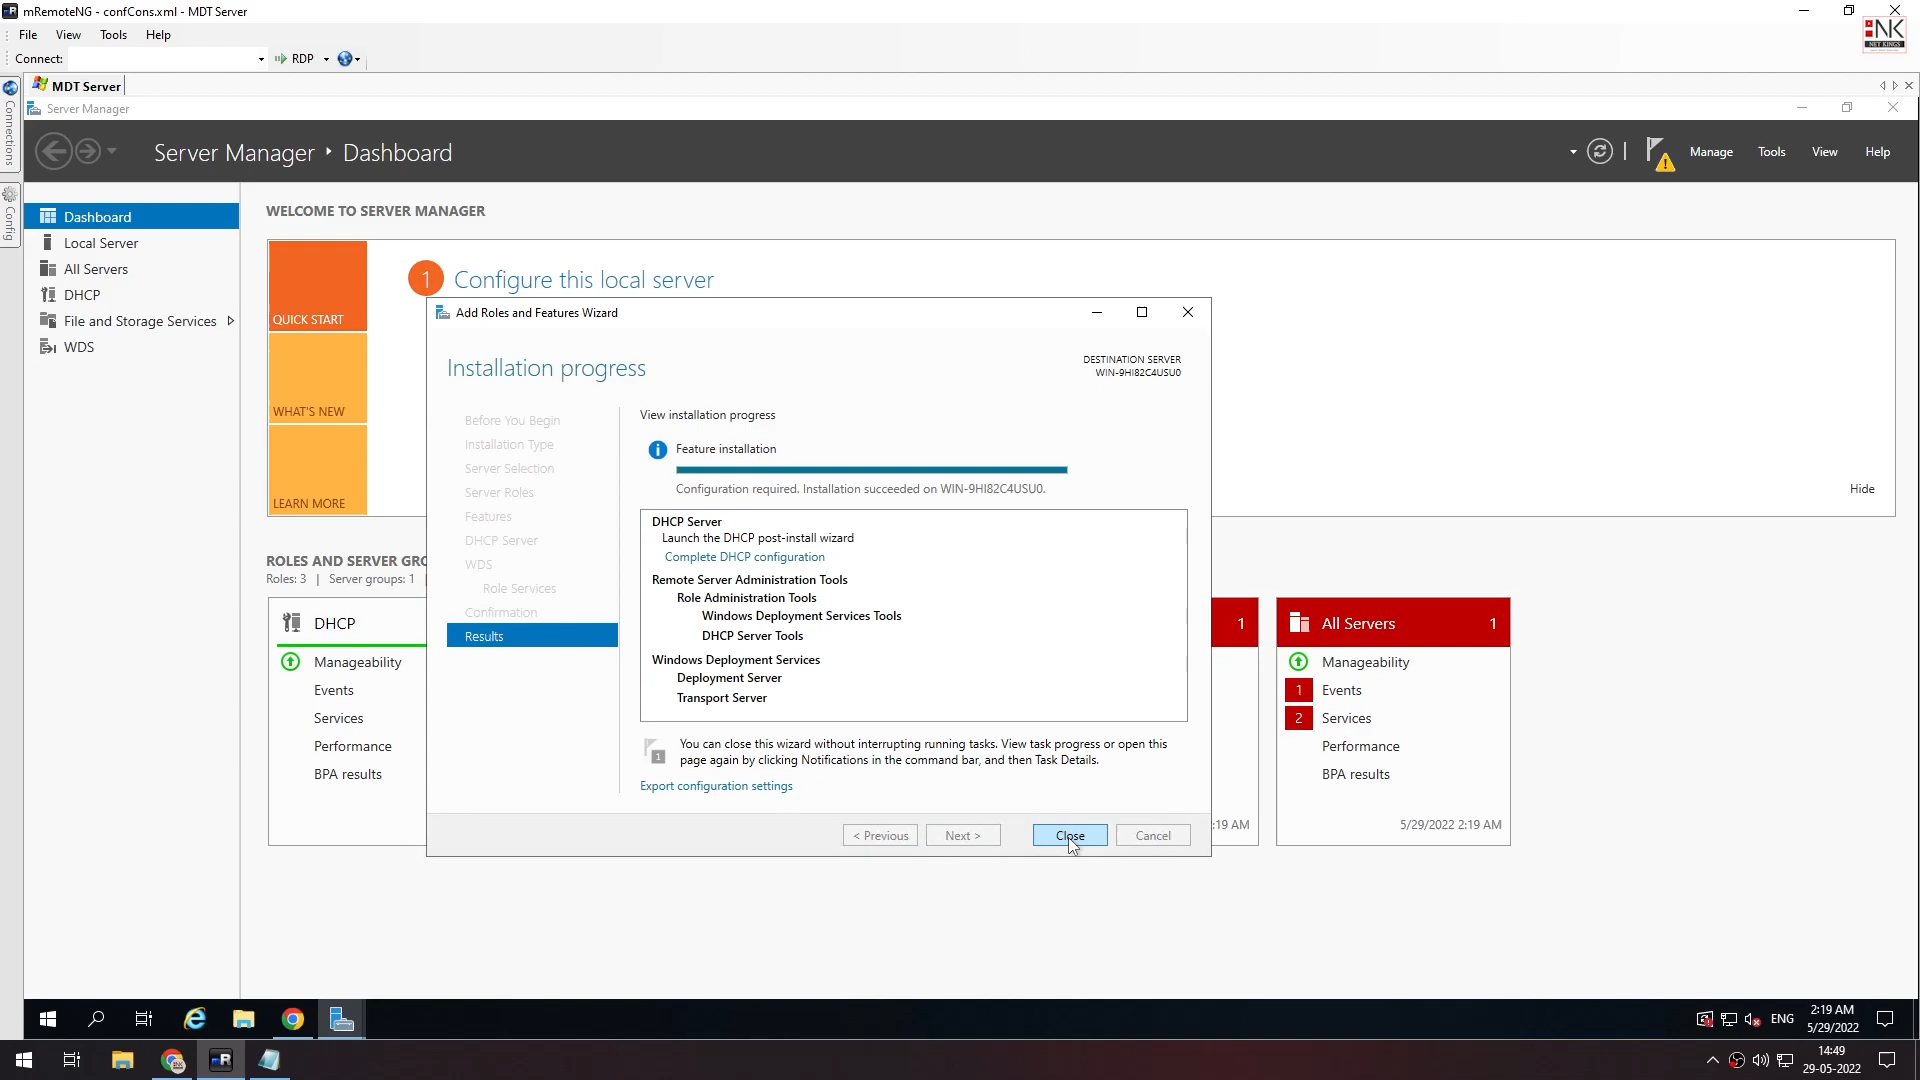 mRemoteNG - confCons.xml - MDT Server
NK
NET KINGS
File View Tools Help
Connect: RDP
MDT Server
Connections
Config
Server Manager
Server Manager Dashboard
Manage Tools View Help
Dashboard
Local Server
All Servers
DHCP
File and Storage Services
WDS
WELCOME TO SERVER MANAGER
QUICK START
WHAT'S NEW
LEARN MORE
1 Configure this local server
Hide
ROLES AND SERVER GRO
Roles: 3 | Server groups: 1 |
DHCP
Manageability
Events
Services
Performance
BPA results
Add Roles and Features Wizard
Installation progress
DESTINATION SERVER
WIN-9HI82C4USU0
Before You Begin
Installation Type
Server Selection
Server Roles
Features
DHCP Server
WDS
Role Services
Confirmation
Results
View installation progress
Feature installation
Configuration required. Installation succeeded on WIN-9HI82C4USU0.
DHCP Server
Launch the DHCP post-install wizard
Complete DHCP configuration
Remote Server Administration Tools
Role Administration Tools
Windows Deployment Services Tools
DHCP Server Tools
Windows Deployment Services
Deployment Server
Transport Server
1
You can close this wizard without interrupting running tasks. View task progress or open this
page again by clicking Notifications in the command bar, and then Task Details.
Export configuration settings
< Previous Next > Close Cancel
1
:19 AM
All Servers 1
Manageability
1 Events
2 Services
Performance
BPA results
5/29/2022 2:19 AM
ENG
2:19 AM
5/29/2022
mR
14:49
29-05-2022